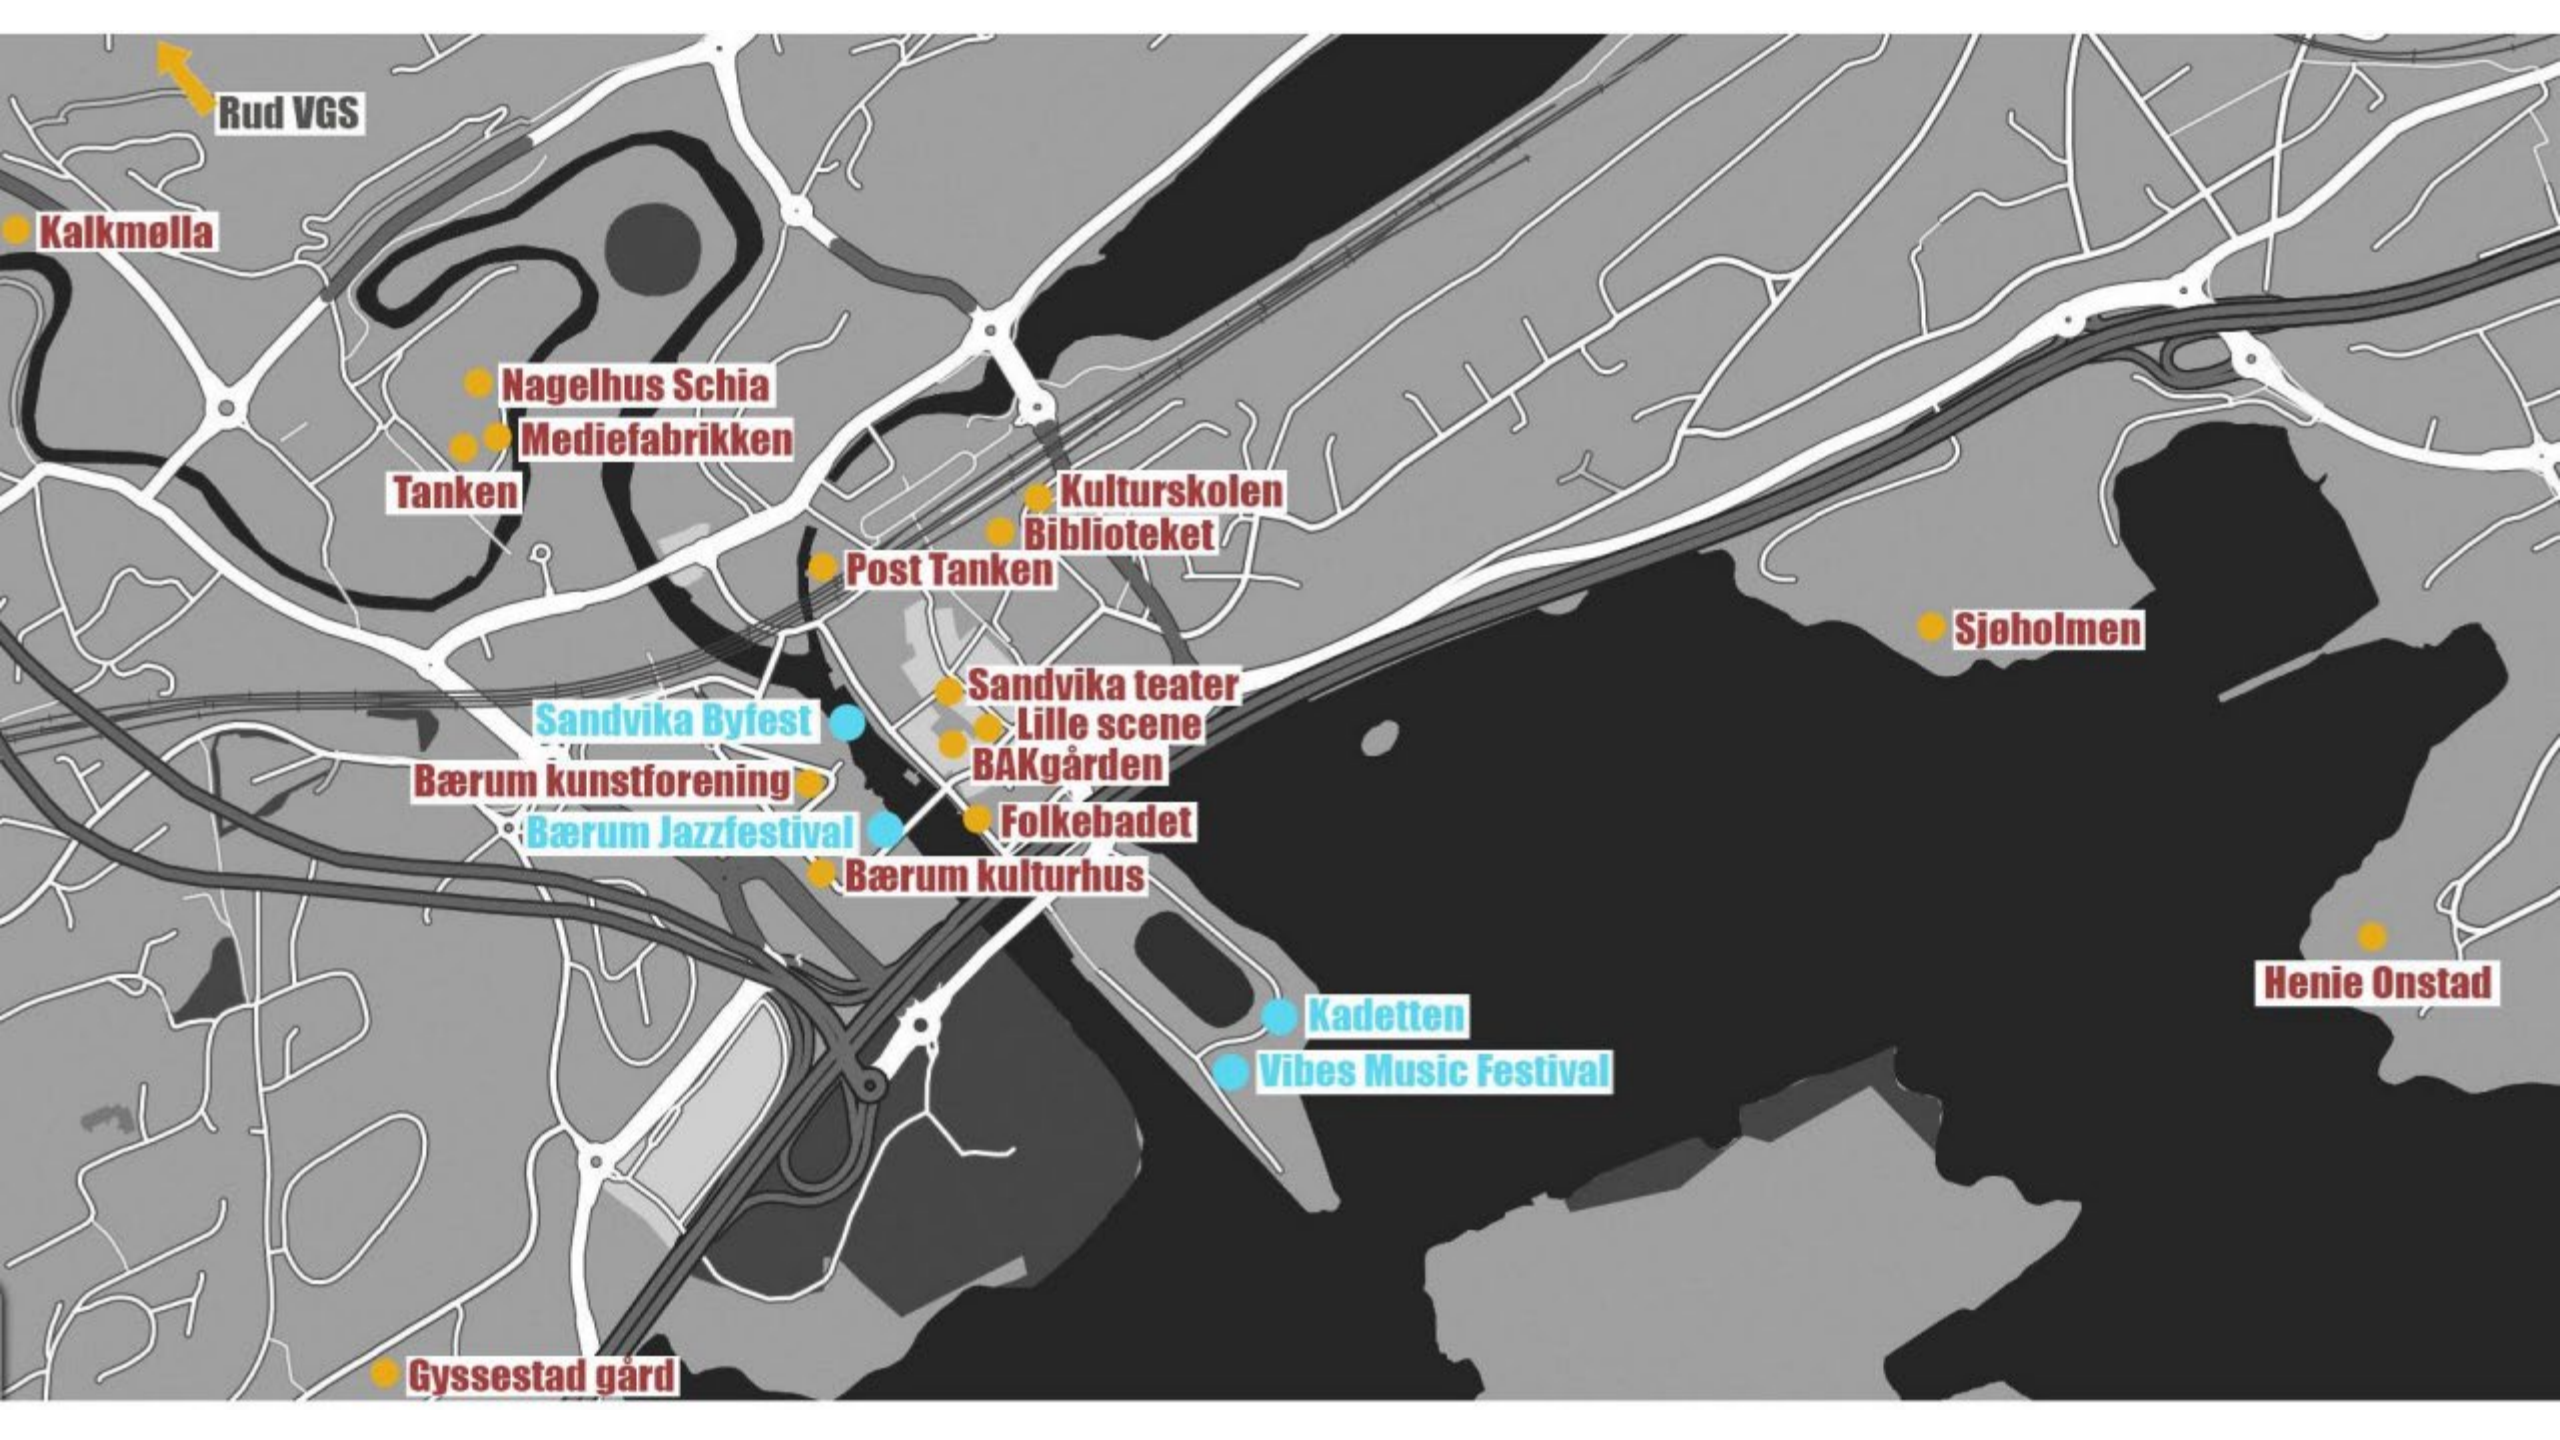 Rud VGS
Kalkmølla
Nagelhus Schia
Mediefabrikken
Tanken
Kulturskolen
Biblioteket
Post Tanken
Sjøholmen
Sandvika teater
Sandvika Byfest
Lille scene
BAKgården
Bærum kunstforening
Folkebadet
Bærum Jazzfestival
Bærum kulturhus
Henie Onstad
Kadetten
Vibes Music Festival
Gyssestad gård